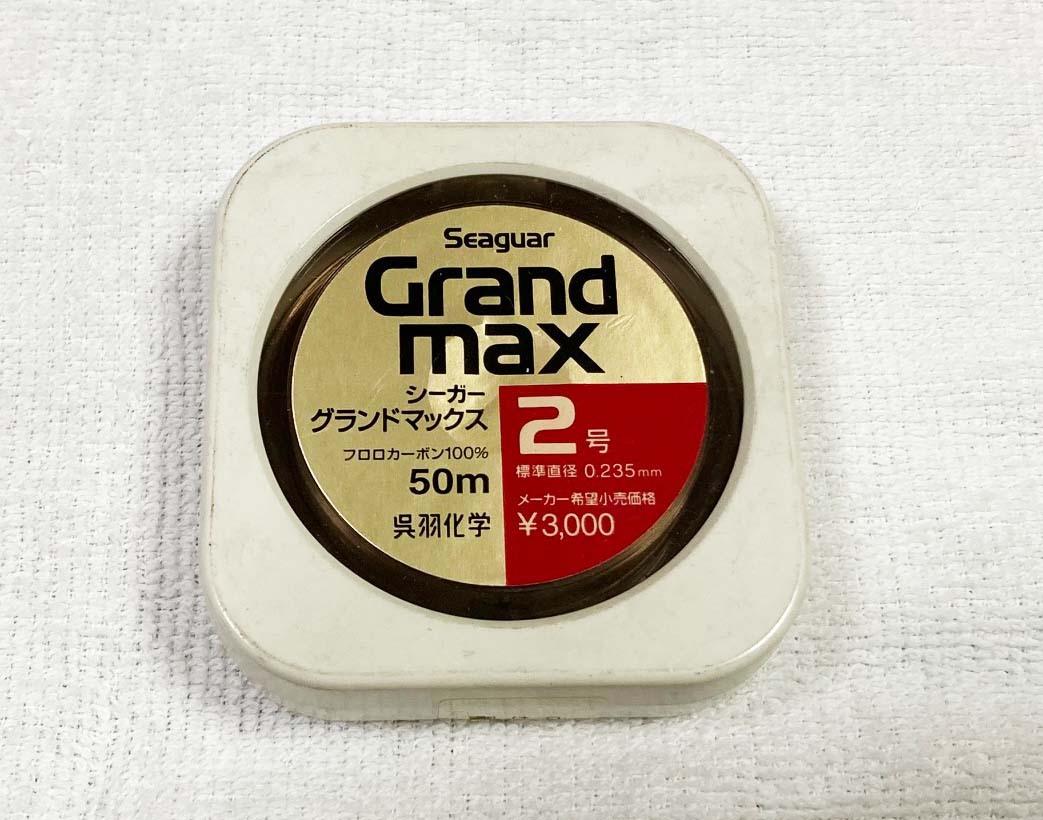 Seaguar
Grand
max
シーガー
グランドマックス
フロロカーボン100%
50m
呉羽化学
2号
標準直径 0.235mm
メーカー希望小売価格
¥3,000